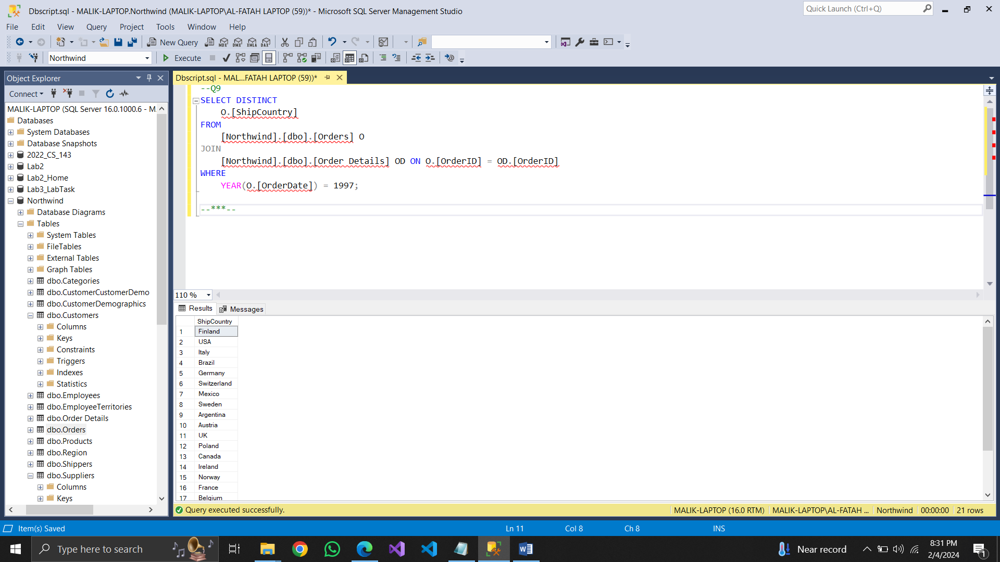 Dbscript.sql - MALIK-LAPTOP.Northwind (MALIK-LAPTOP\AL-FATAH LAPTOP (59))* - Microsoft SQL Server Management Studio
Quick Launch (Ctrl+Q)
File Edit View Query Project Tools Window Help
New Query
MDX DMX XMLA DAX
Northwind
Execute
Object Explorer
Connect
MALIK-LAPTOP (SQL Server 16.0.1000.6 - M
Databases
System Databases
Database Snapshots
2022_CS_143
Lab2
Lab2_Home
Lab3_LabTask
Northwind
Database Diagrams
Tables
System Tables
FileTables
External Tables
Graph Tables
dbo.Categories
dbo.CustomerCustomerDemo
dbo.CustomerDemographics
dbo.Customers
Columns
Keys
Constraints
Triggers
Indexes
Statistics
dbo.Employees
dbo.EmployeeTerritories
dbo.Order Details
dbo.Orders
dbo.Products
dbo.Region
dbo.Shippers
dbo.Suppliers
Columns
Keys
Dbscript.sql - MAL...FATAH LAPTOP (59))*
--Q9
SELECT DISTINCT
O.[ShipCountry]
FROM
[Northwind].[dbo].[Orders] O
JOIN
[Northwind].[dbo].[Order Details] OD ON O.[OrderID] = OD.[OrderID]
WHERE
YEAR(O.[OrderDate]) = 1997;
--***--
110 %
Results Messages
ShipCountry
1 Finland
2 USA
3 Italy
4 Brazil
5 Germany
6 Switzerland
7 Mexico
8 Sweden
9 Argentina
10 Austria
11 UK
12 Poland
13 Canada
14 Ireland
15 Norway
16 France
17 Belgium
Query executed successfully.
MALIK-LAPTOP (16.0 RTM) MALIK-LAPTOP\AL-FATAH ... Northwind 00:00:00 21 rows
Item(s) Saved
Ln 11 Col 8 Ch 8 INS
Type here to search
Near record
8:31 PM
2/4/2024
1